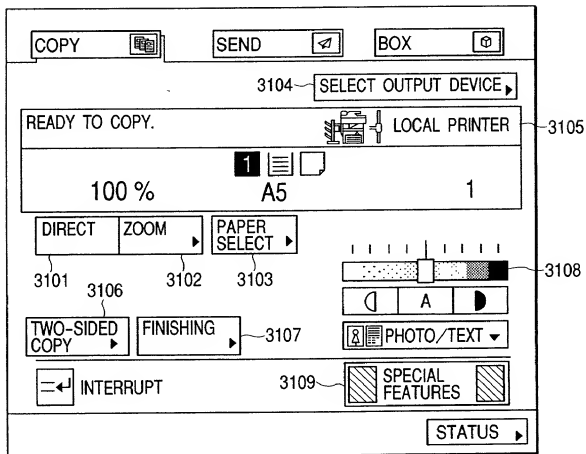 COPY
SEND
BOX
3104
SELECT OUTPUT DEVICE
READY TO COPY.
LOCAL PRINTER
3105
1
100 %
A5
1
DIRECT
ZOOM
PAPER
SELECT
3101
3102
3103
3108
A
3106
TWO-SIDED
COPY
FINISHING
3107
PHOTO/TEXT
INTERRUPT
3109
SPECIAL
FEATURES
STATUS